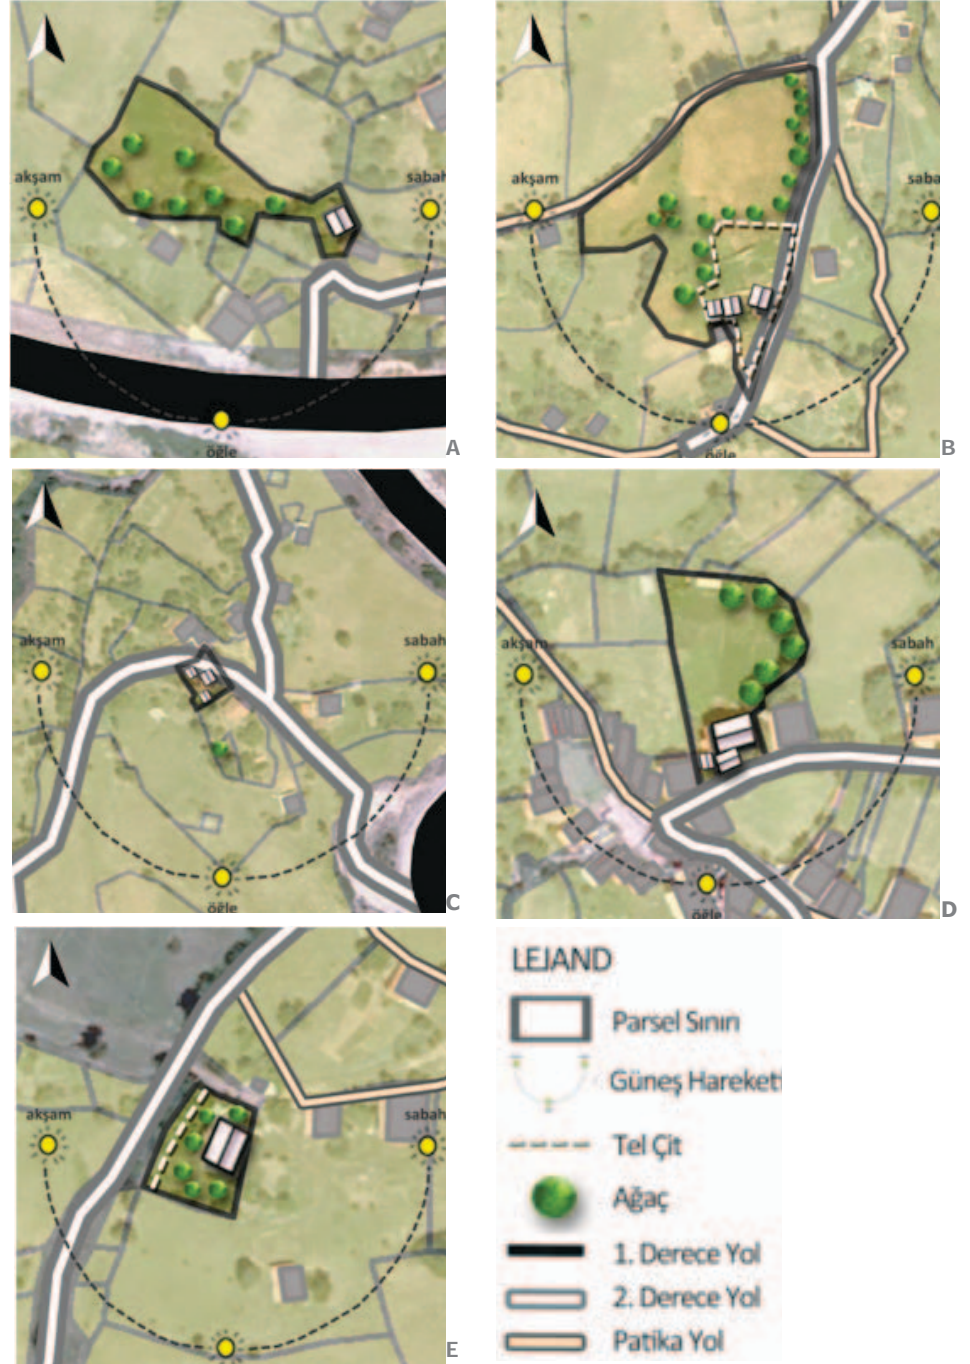 akşam
sabah
öğle
A
akşam
saba
öğle
B
akşam
sabah
öğle
C
akşam
sabah
öğle
D
akşam
sabah
E
LEJAND
Parsel Sınırı
Güneş Hareket
Tel Çit
Ağaç
1. Derece Yol
2. Derece Yol
Patika Yol